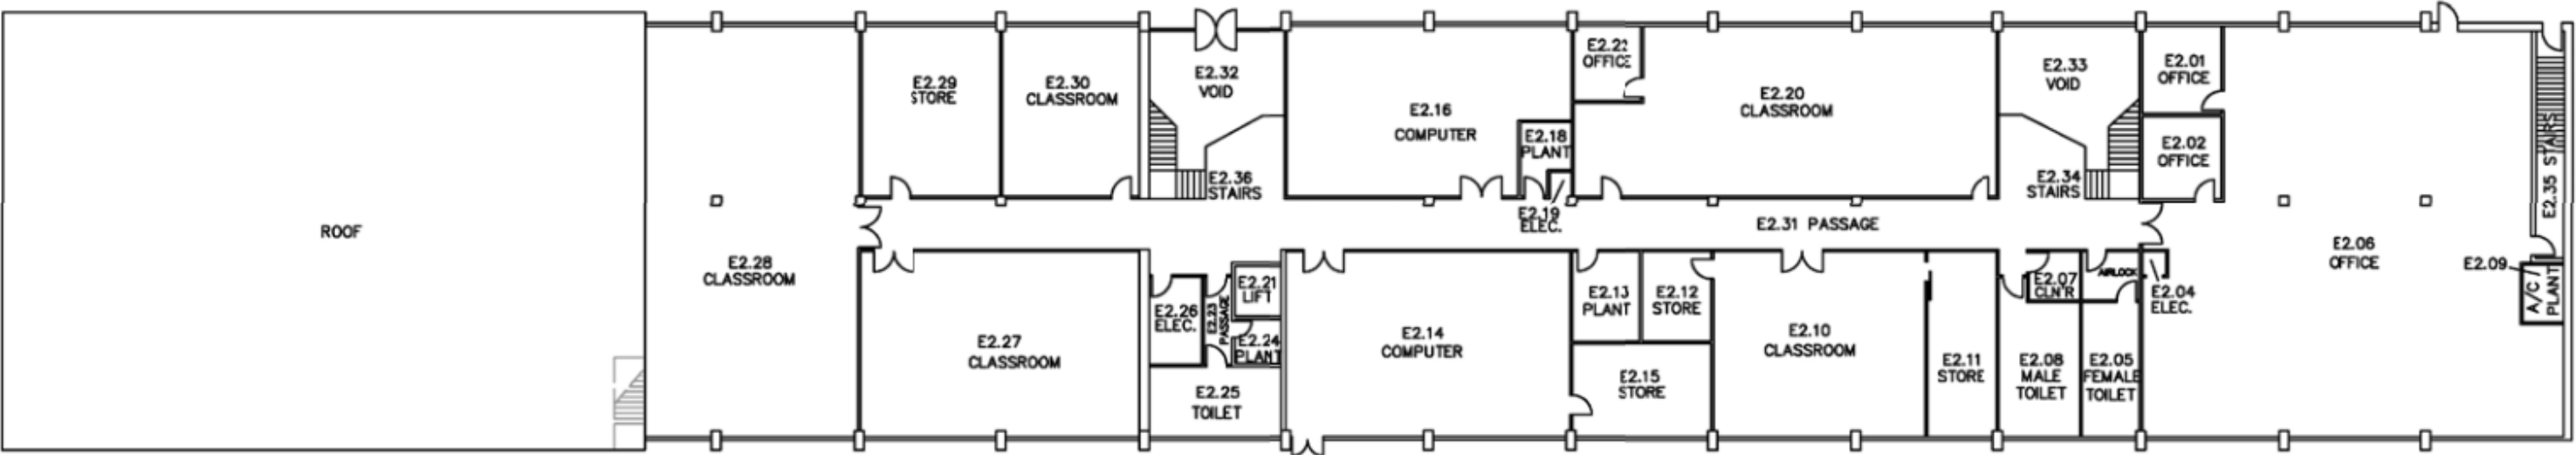 ROOF
E2.28
CLASSROOM
E2.29
STORE
E2.30
CLASSROOM
E2.32
VOID
E2.36
STAIRS
E2.16
COMPUTER
E2.18
PLANT
E2.19
ELEC.
E2.22
OFFICE
E2.20
CLASSROOM
E2.33
VOID
E2.34
STAIRS
E2.01
OFFICE
E2.02
OFFICE
E2.35 STAIRS
E2.31 PASSAGE
E2.06
OFFICE
E2.09
A/C
PLANT
E2.27
CLASSROOM
E2.26
ELEC.
E2.23
PASSAGE
E2.21
LIFT
E2.24
PLANT
E2.25
TOILET
E2.14
COMPUTER
E2.13
PLANT
E2.12
STORE
E2.15
STORE
E2.10
CLASSROOM
E2.11
STORE
E2.07
CLN'R
AIRLOCK
E2.04
ELEC.
E2.08
MALE
TOILET
E2.05
FEMALE
TOILET